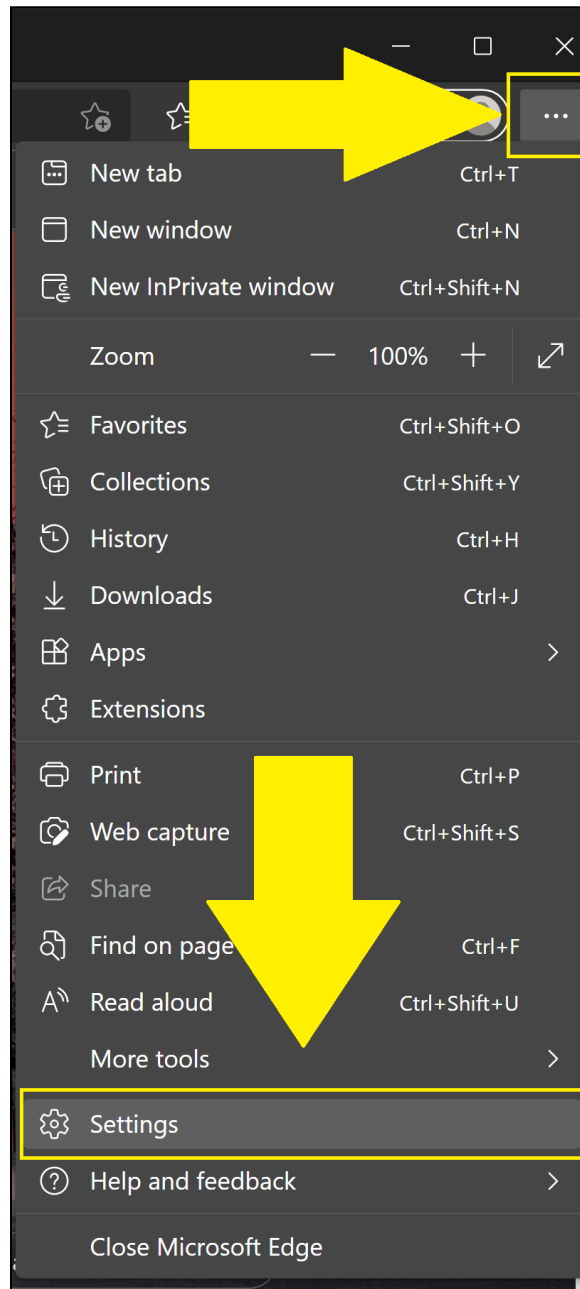 New tab Ctrl+T
New window Ctrl+N
New InPrivate window Ctrl+Shift+N
Zoom 100%
Favorites Ctrl+Shift+O
Collections Ctrl+Shift+Y
History Ctrl+H
Downloads Ctrl+J
Apps
Extensions
Print Ctrl+P
Web capture Ctrl+Shift+S
Share
Find on page Ctrl+F
Read aloud Ctrl+Shift+U
More tools
Settings
Help and feedback
Close Microsoft Edge